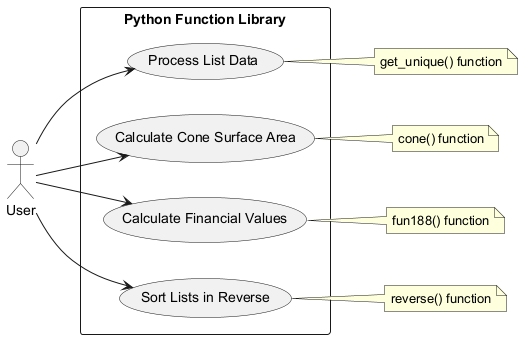 Python Function Library
Process List Data
get_unique() function
Calculate Cone Surface Area
cone() function
User
Calculate Financial Values
fun188() function
Sort Lists in Reverse
reverse() function